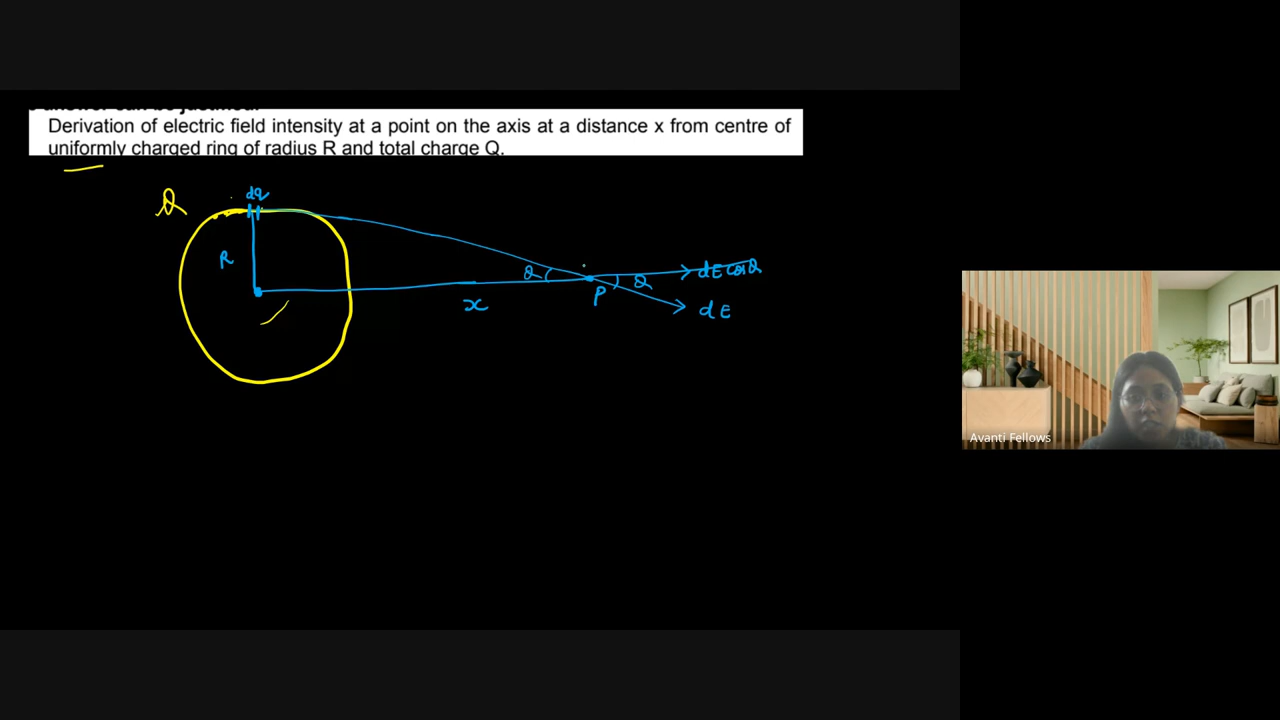 Derivation of electric field intensity at a point on the axis at a distance x from centre of
uniformly charged ring of radius R and total charge Q.
Q
dq
R
θ
dE cosθ
θ
P
x
dE
Avanti Fellows